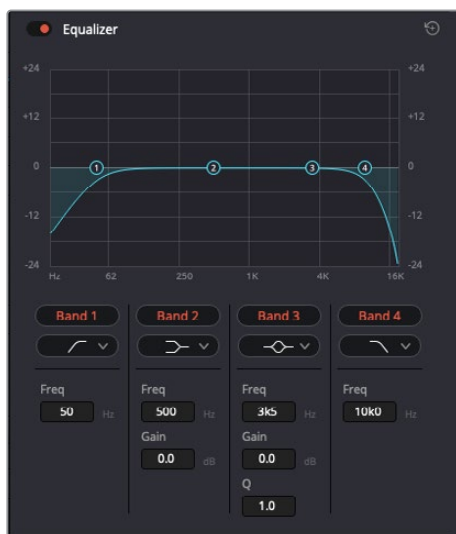 Equalizer
+24 +24
+12 +12
0 1 2 3 4 0
-12 -12
-24 -24
Hz 62 250 1K 4K 16K
Band 1 Band 2 Band 3 Band 4
Freq Freq Freq Freq
50 Hz 500 Hz 3k5 Hz 10k0 Hz
Gain Gain
0.0 dB 0.0 dB
Q
1.0